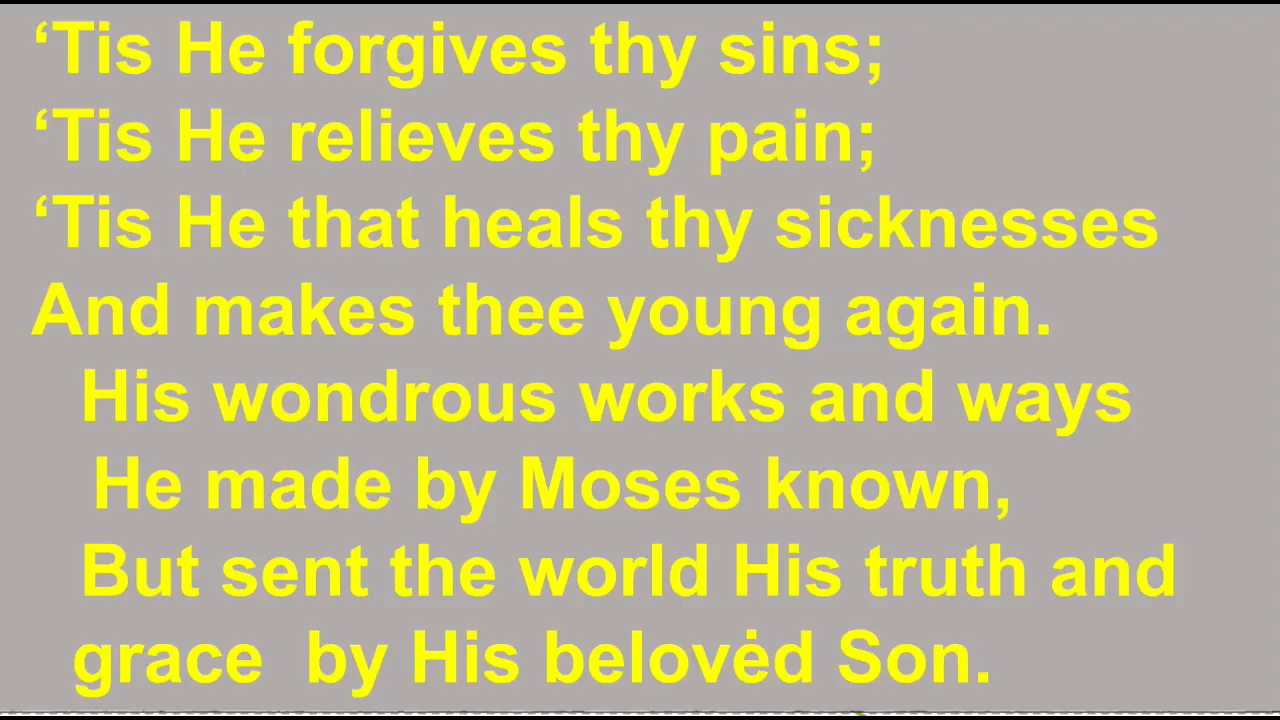 ‘Tis He forgives thy sins;
‘Tis He relieves thy pain;
‘Tis He that heals thy sicknesses
And makes thee young again.
His wondrous works and ways
He made by Moses known,
But sent the world His truth and
grace  by His belovėd Son.